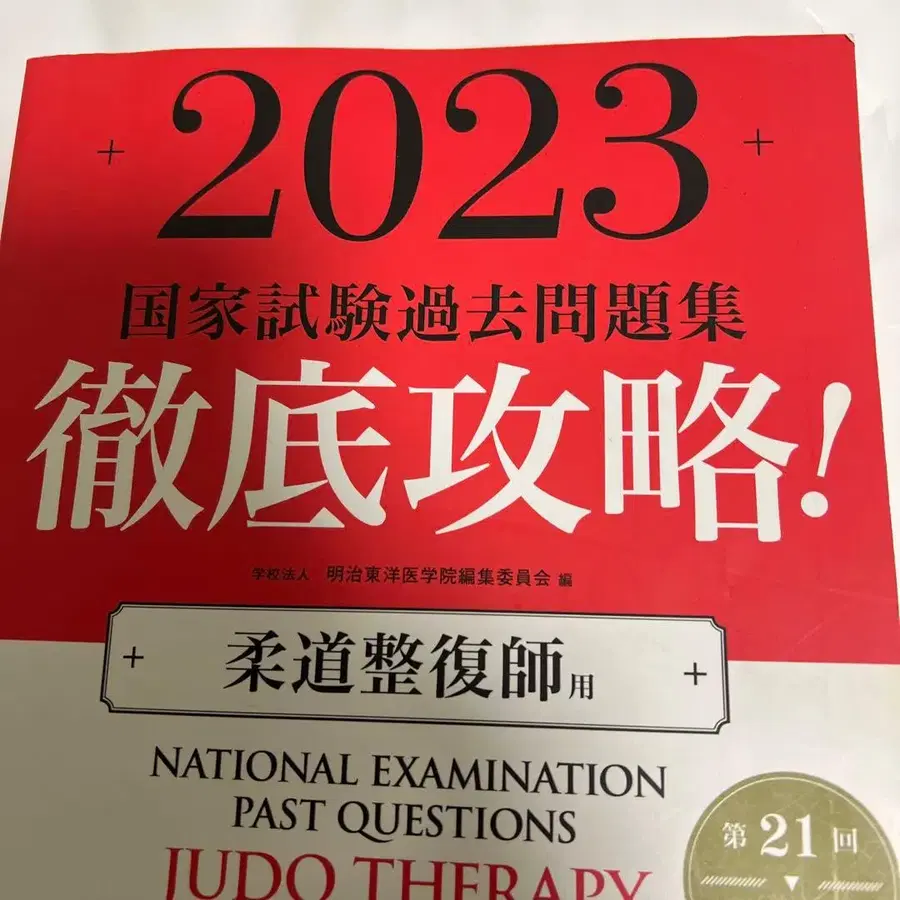 2023
国家試験過去問題集
徹底攻略!
学校法人 明治東洋医学院編集委員会 編
柔道整復師用
NATIONAL EXAMINATION
PAST QUESTIONS
JUDO THERAPY
第21回